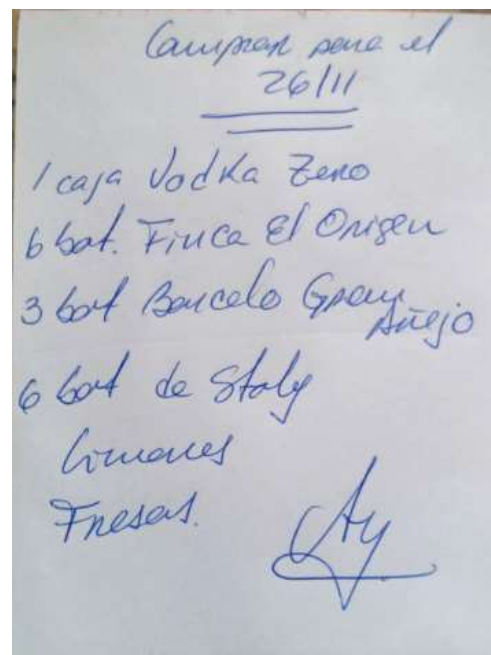 Comprar para el
26/11
1 caja Vodka Zero
6 bot. Finca El Origen
3 bot Barcelo Gran
Añejo
6 bot de Stoly
Limones
Fresas.